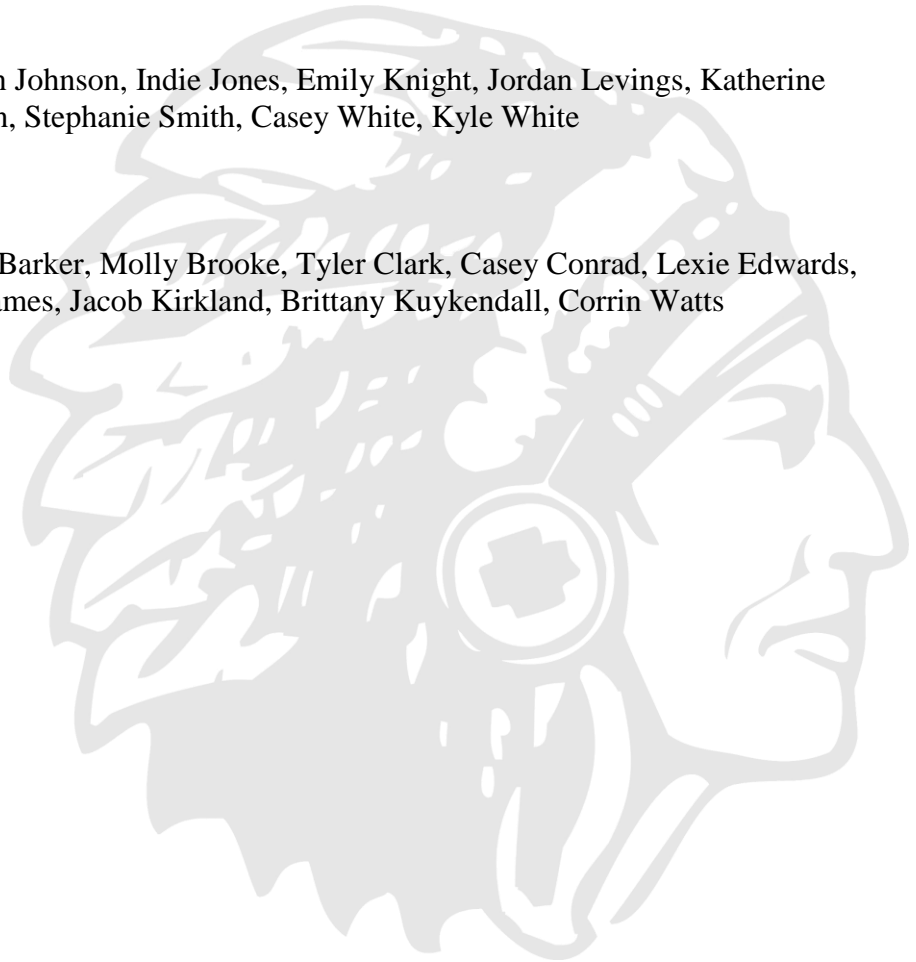 Johnson, Indie Jones, Emily Knight, Jordan Levings, Katherine
Stephanie Smith, Casey White, Kyle White
Barker, Molly Brooke, Tyler Clark, Casey Conrad, Lexie Edwards,
Jacob Kirkland, Brittany Kuykendall, Corrin Watts